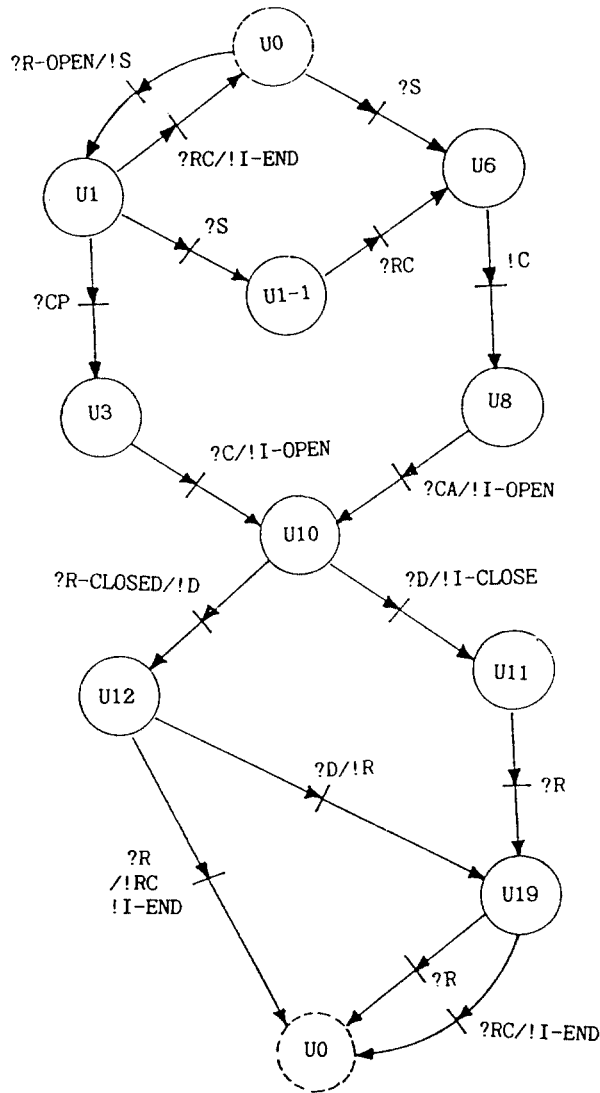 U0
?R-OPEN/!S
?S
?RC/!I-END
U6
U1
?S
?RC
!C
U1-1
?CP
U3
U8
?C/!I-OPEN
?CA/!I-OPEN
U10
?R-CLOSED/!D
?D/!I-CLOSE
U12
U11
?D/!R
?R
?R
/!RC
!I-END
U19
?R
?RC/!I-END
U0